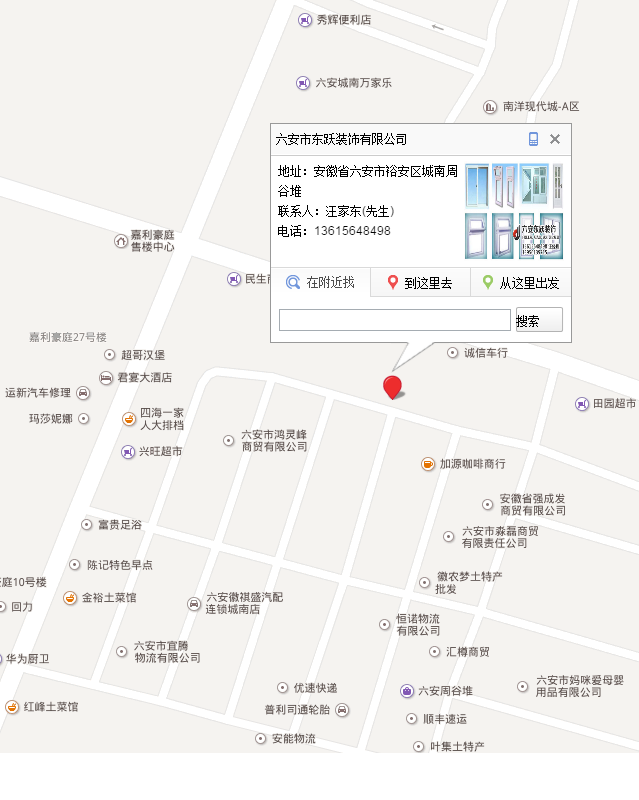 秀辉便利店
六安城南万家乐
南洋现代城-A区
六安市东跃装饰有限公司
地址：安徽省六安市裕安区城南周
谷堆
联系人：汪家东(先生)
电话：13615648498
六安东跃装饰
嘉利豪庭
售楼中心
民生商
在附近找
到这里去
从这里出发
搜索
嘉利豪庭27号楼
超哥汉堡
诚信车行
君宴大酒店
运新汽车修理
田园超市
玛莎妮娜
四海一家
人大排档
兴旺超市
六安市鸿灵峰
商贸有限公司
加源咖啡商行
安徽省强成发
商贸有限公司
富贵足浴
六安市淼磊商贸
有限责任公司
陈记特色早点
庭10号楼
徽农梦土特产
批发
金裕土菜馆
回力
六安徽祺盛汽配
连锁城南店
恒诺物流
有限公司
六安市宜腾
物流有限公司
华为厨卫
汇樽商贸
优速快递
六安周谷堆
六安市妈咪爱母婴
用品有限公司
红峰土菜馆
普利司通轮胎
顺丰速运
安能物流
叶集土特产